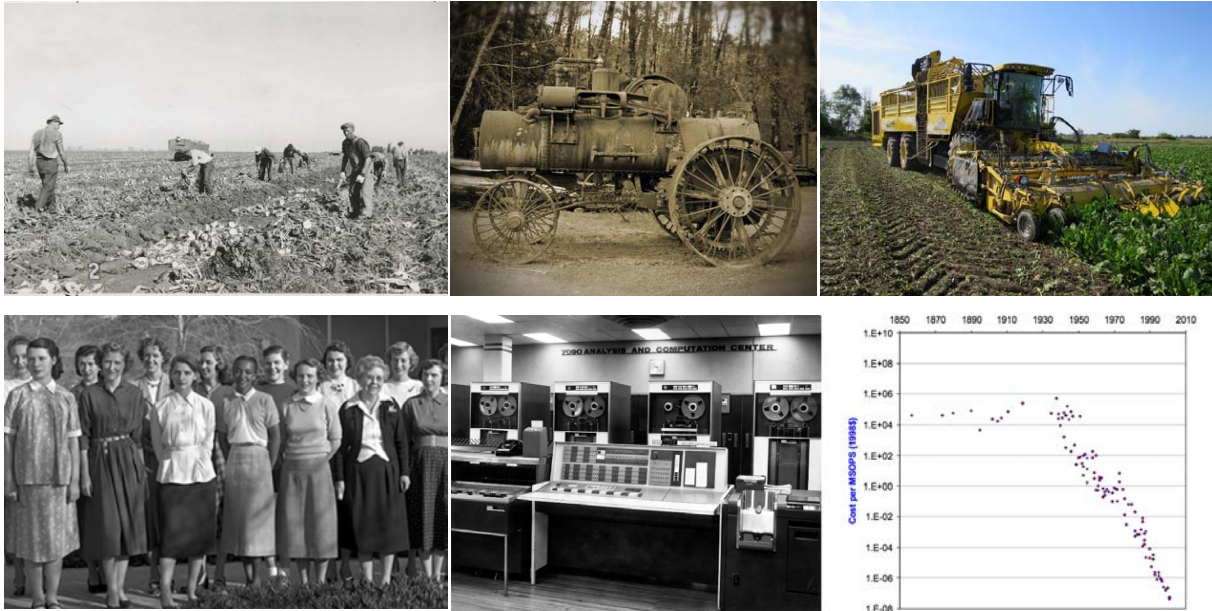 2
7090 ANALYSIS AND COMPUTATION CENTER
1850 1870 1890 1910 1930 1950 1970 1990 2010
1.E+10
1.E+08
1.E+06
1.E+04
1.E+02
1.E+00
1.E-02
1.E-04
1.E-06
1.E-08
Cost per MSOPS (1998$)